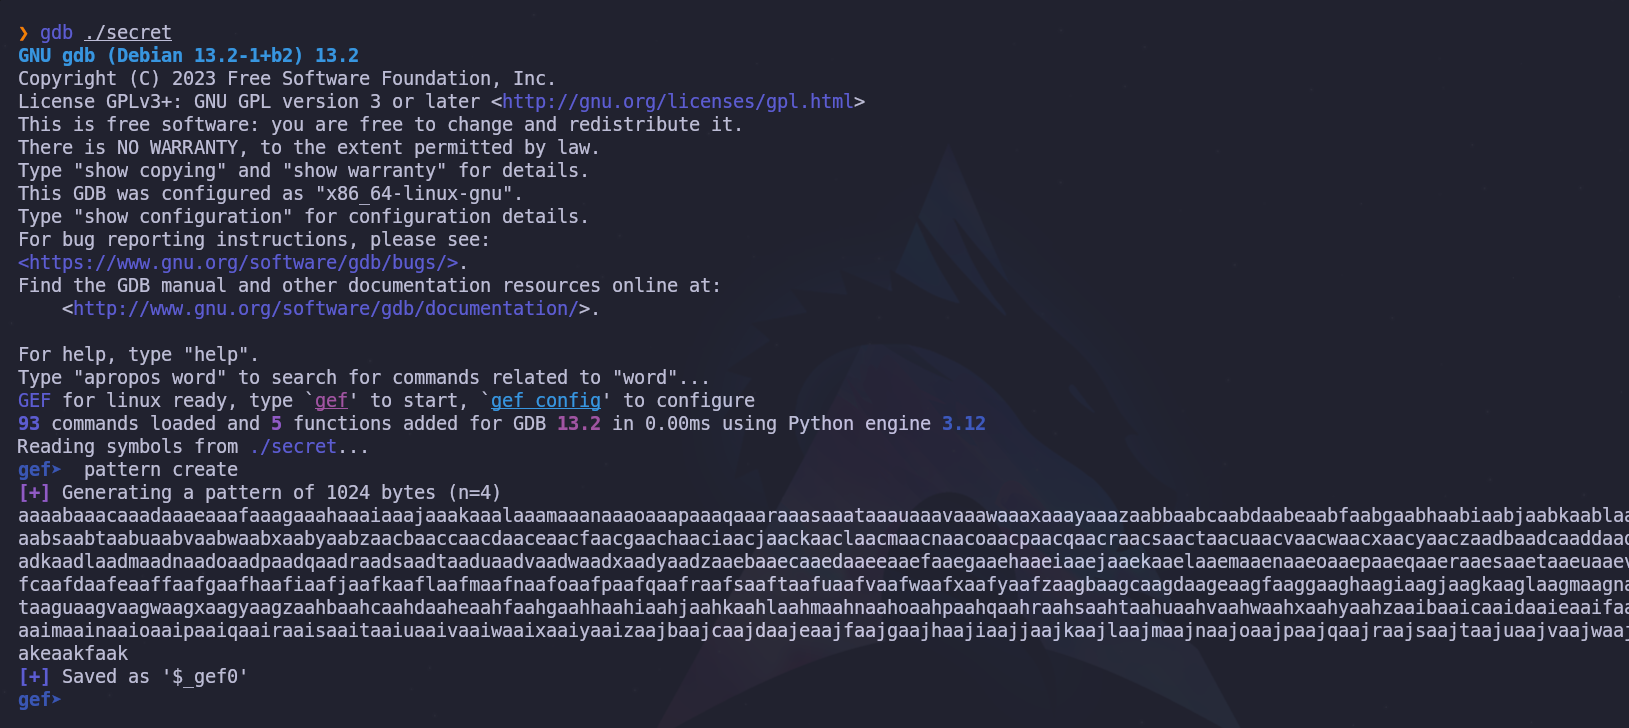 ❯ gdb ./secret
GNU gdb (Debian 13.2-1+b2) 13.2
Copyright (C) 2023 Free Software Foundation, Inc.
License GPLv3+: GNU GPL version 3 or later <http://gnu.org/licenses/gpl.html>
This is free software: you are free to change and redistribute it.
There is NO WARRANTY, to the extent permitted by law.
Type "show copying" and "show warranty" for details.
This GDB was configured as "x86_64-linux-gnu".
Type "show configuration" for configuration details.
For bug reporting instructions, please see:
<https://www.gnu.org/software/gdb/bugs/>.
Find the GDB manual and other documentation resources online at:
    <http://www.gnu.org/software/gdb/documentation/>.
For help, type "help".
Type "apropos word" to search for commands related to "word"...
GEF for linux ready, type `gef' to start, `gef config' to configure
93 commands loaded and 5 functions added for GDB 13.2 in 0.00ms using Python engine 3.12
Reading symbols from ./secret...
gef➤  pattern create
[+] Generating a pattern of 1024 bytes (n=4)
aaaabaaacaaadaaaeaaafaaagaaahaaaiaaajaaakaaalaaamaaanaaaoaaapaaaqaaaraaasaaataaauaaavaaawaaaxaaayaaazaabbaabcaabdaabeaabfaabgaabhaabiaabjaabkaablaa
aabsaabtaabuaabvaabwaabxaabyaabzaacbaaccaacdaaceaacfaacgaachaaciaacjaackaaclaacmaacnaacoaacpaacqaacraacsaactaacuaacvaacwaacxaacyaaczaadbaadcaaddaad
adkaadlaadmaadnaadoaadpaadqaadraadsaadtaaduaadvaadwaadxaadyaadzaaebaaecaaedaaeeaaefaaegaaehaaeiaaejaaekaaelaaemaaenaaeoaaepaaeqaaeraaesaaetaaeuaaev
fcaafdaafeaaffaafgaafhaafiaafjaafkaaflaafmaafnaafoaafpaafqaafraafsaaftaafuaafvaafwaafxaafyaafzaagbaagcaagdaageaagfaaggaaghaagiaagjaagkaaglaagmaagna
taaguaagvaagwaagxaagyaagzaahbaahcaahdaaheaahfaahgaahhaahiaahjaahkaahlaahmaahnaahoaahpaahqaahraahsaahtaahuaahvaahwaahxaahyaahzaaibaaicaaidaaieaaifaa
aaimaainaaioaaipaaiqaairaaisaaitaaiuaaivaaiwaaixaaiyaaizaajbaajcaajdaajeaajfaajgaajhaajiaajjaajkaajlaajmaajnaajoaajpaajqaajraajsaajtaajuaajvaajwaaj
akeaakfaak
[+] Saved as '$_gef0'
gef➤